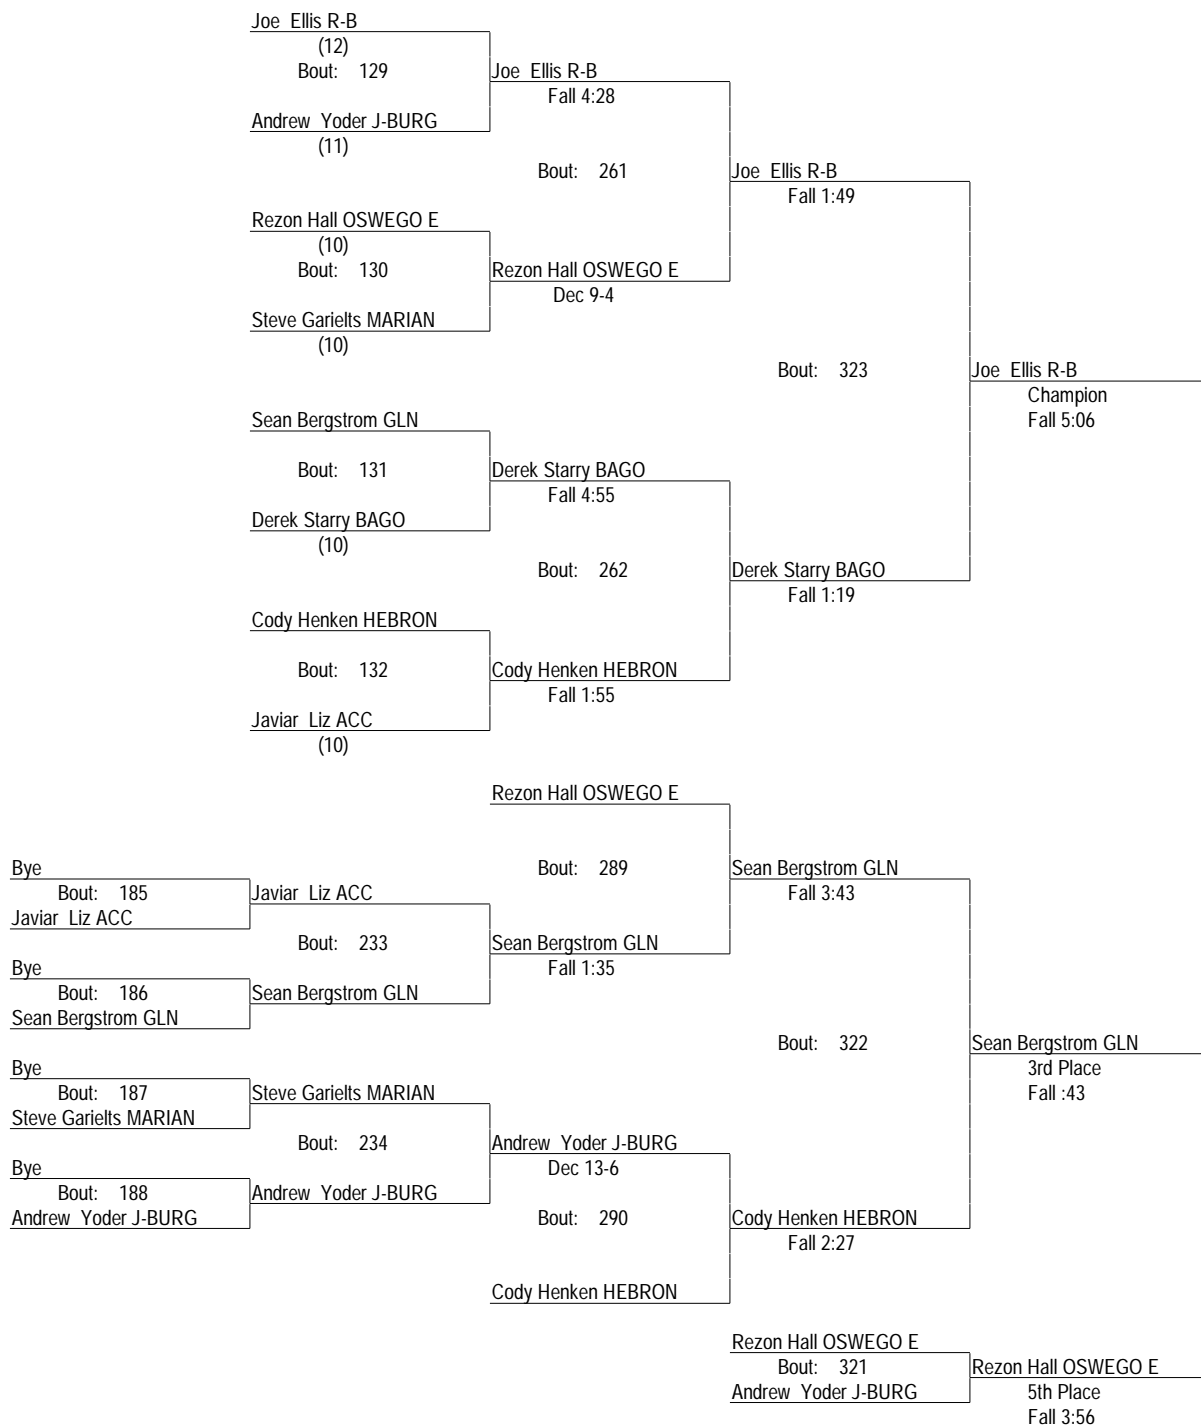 Joe  Ellis R-B
(12)
Bout: 129
Joe  Ellis R-B
Fall 4:28
Andrew  Yoder J-BURG
(11)
Bout: 261
Joe  Ellis R-B
Fall 1:49
Rezon Hall OSWEGO E
(10)
Bout: 130
Rezon Hall OSWEGO E
Dec 9-4
Steve Garielts MARIAN
(10)
Bout: 323
Joe  Ellis R-B
Champion
Fall 5:06
Sean Bergstrom GLN
Bout: 131
Derek Starry BAGO
Fall 4:55
Derek Starry BAGO
(10)
Bout: 262
Derek Starry BAGO
Fall 1:19
Cody Henken HEBRON
Bout: 132
Cody Henken HEBRON
Fall 1:55
Javiar  Liz ACC
(10)
Rezon Hall OSWEGO E
Bout: 289
Sean Bergstrom GLN
Fall 3:43
Bye
Bout: 185
Javiar  Liz ACC
Javiar  Liz ACC
Bout: 233
Sean Bergstrom GLN
Fall 1:35
Bye
Bout: 186
Sean Bergstrom GLN
Sean Bergstrom GLN
Bout: 322
Sean Bergstrom GLN
3rd Place
Fall :43
Bye
Bout: 187
Steve Garielts MARIAN
Steve Garielts MARIAN
Bout: 234
Andrew  Yoder J-BURG
Dec 13-6
Bye
Bout: 188
Andrew  Yoder J-BURG
Andrew  Yoder J-BURG
Bout: 290
Cody Henken HEBRON
Fall 2:27
Cody Henken HEBRON
Rezon Hall OSWEGO E
Bout: 321
Rezon Hall OSWEGO E
Andrew  Yoder J-BURG
5th Place
Fall 3:56